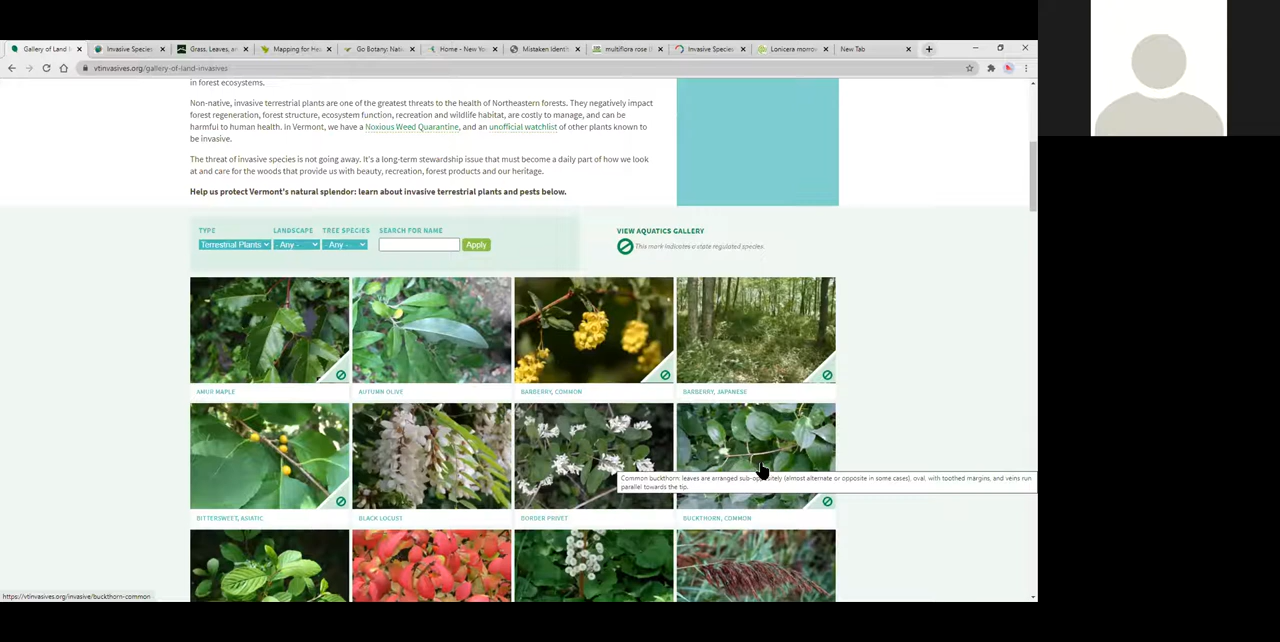 Gallery of Land I
Invasive Species
Grass, Leaves, an
Mapping for Hea
Go Botany: Nati
Home - New Yo
Mistaken Identi
multiflora rose (
Invasive Species
Lonicera morro
New Tab
vtinvasives.org/gallery-of-land-invasives
in forest ecosystems.
Non-native, invasive terrestrial plants are one of the greatest threats to the health of Northeastern forests. They negatively impact
forest regeneration, forest structure, ecosystem function, recreation and wildlife habitat, are costly to manage, and can be
harmful to human health. In Vermont, we have a Noxious Weed Quarantine, and an unofficial watchlist of other plants known to
be invasive.
The threat of invasive species is not going away. It's a long-term stewardship issue that must become a daily part of how we look
at and care for the woods that provide us with beauty, recreation, forest products and our heritage.
Help us protect Vermont's natural splendor: learn about invasive terrestrial plants and pests below.
TYPE LANDSCAPE TREE SPECIES SEARCH FOR NAME
Terrestrial Plants - Any - - Any - Apply
VIEW AQUATICS GALLERY
This mark indicates a state regulated species.
AMUR MAPLE
AUTUMN OLIVE
BARBERRY, COMMON
BARBERRY, JAPANESE
Common buckthorn: leaves are arranged sub-oppositely (almost alternate or opposite in some cases), oval, with toothed margins, and veins run
parallel towards the tip.
BITTERSWEET, ASIATIC
BLACK LOCUST
BORDER PRIVET
BUCKTHORN, COMMON
https://vtinvasives.org/invasive/buckthorn-common